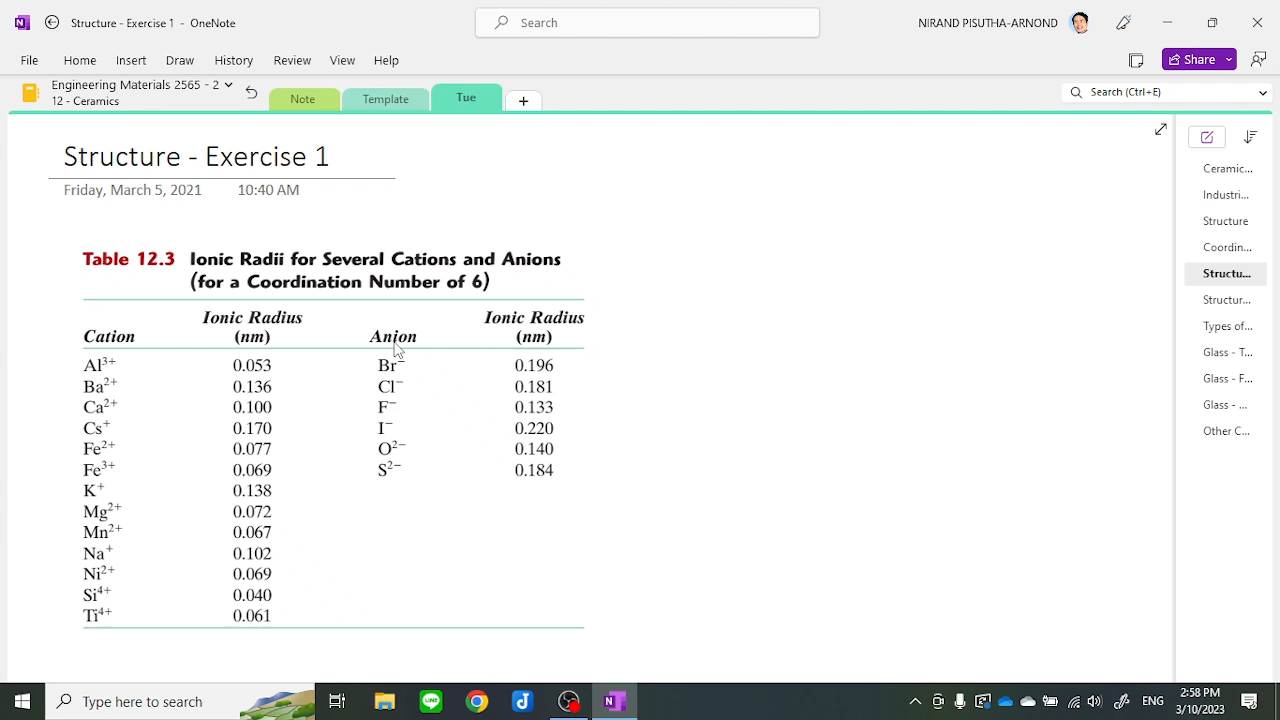 Structure - Exercise 1 - OneNote
Search
NIRAND PISUTHA-ARNOND
File Home Insert Draw History Review View Help
Share
Engineering Materials 2565 - 2
12 - Ceramics
Note
Template
Tue
+
Search (Ctrl+E)
Structure - Exercise 1
Friday, March 5, 2021 10:40 AM
Table 12.3 Ionic Radii for Several Cations and Anions
(for a Coordination Number of 6)
Ionic Radius Ionic Radius
Cation (nm) Anion (nm)
Al³⁺ 0.053 Br⁻ 0.196
Ba²⁺ 0.136 Cl⁻ 0.181
Ca²⁺ 0.100 F⁻ 0.133
Cs⁺ 0.170 I⁻ 0.220
Fe²⁺ 0.077 O²⁻ 0.140
Fe³⁺ 0.069 S²⁻ 0.184
K⁺ 0.138
Mg²⁺ 0.072
Mn²⁺ 0.067
Na⁺ 0.102
Ni²⁺ 0.069
Si⁴⁺ 0.040
Ti⁴⁺ 0.061
Ceramic...
Industri...
Structure
Coordin...
Structu...
Structur...
Types of...
Glass - T...
Glass - F...
Glass - ...
Other C...
Type here to search
LINE
ENG
2:58 PM
3/10/2023